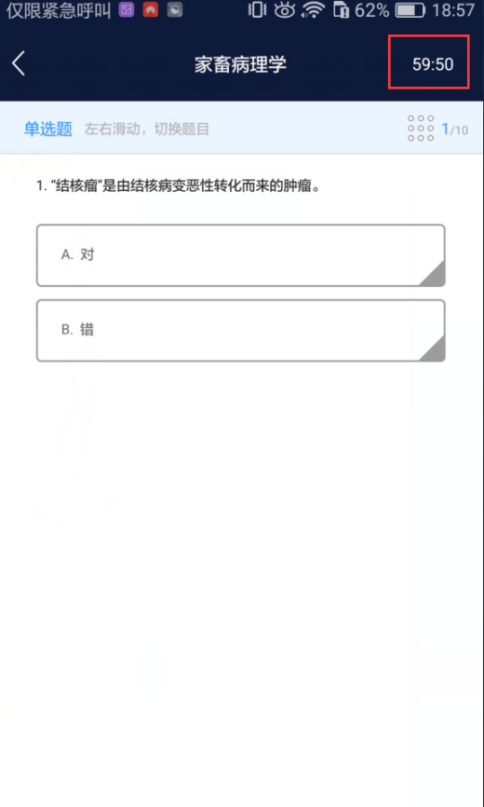 仅限紧急呼叫 62% 18:57
家畜病理学 59:50
单选题 左右滑动，切换题目 1/10
1. "结核瘤"是由结核病变恶性转化而来的肿瘤。
A. 对
B. 错